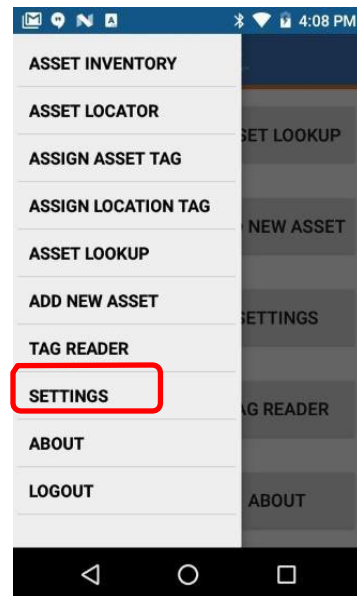 4:08 PM
ASSET INVENTORY
ASSET LOCATOR
ASSIGN ASSET TAG
SET LOOKUP
ASSIGN LOCATION TAG
NEW ASSET
ASSET LOOKUP
ADD NEW ASSET
SETTINGS
TAG READER
SETTINGS
AG READER
ABOUT
LOGOUT
ABOUT